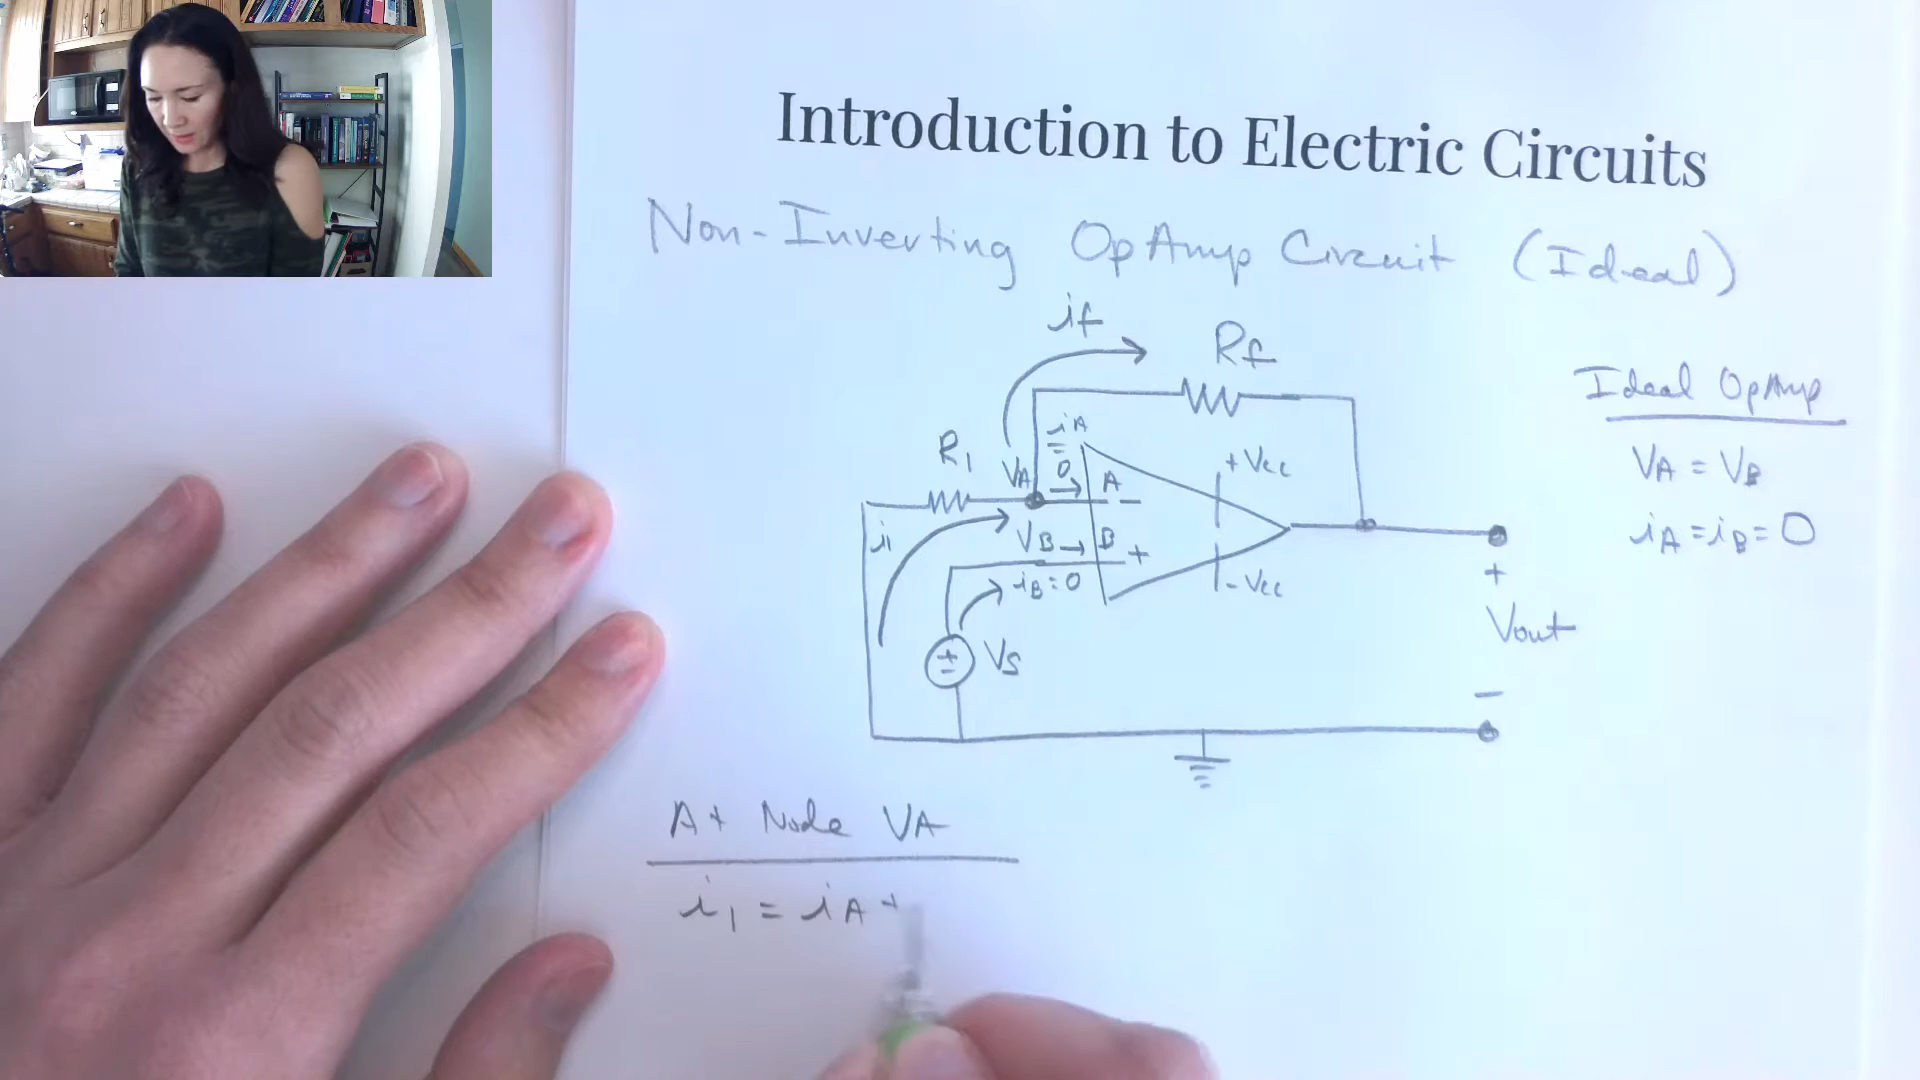 Introduction to Electric Circuits
Non-Inverting OpAmp Circuit (Ideal)
if
Rf
Ideal OpAmp
iA
=
0
R1
VA
A -
+Vcc
VA = VB
i1
VB
B +
iA = iB = 0
iB = 0
-Vcc
+
Vout
-
+
-
Vs
At Node VA
i1 = iA +